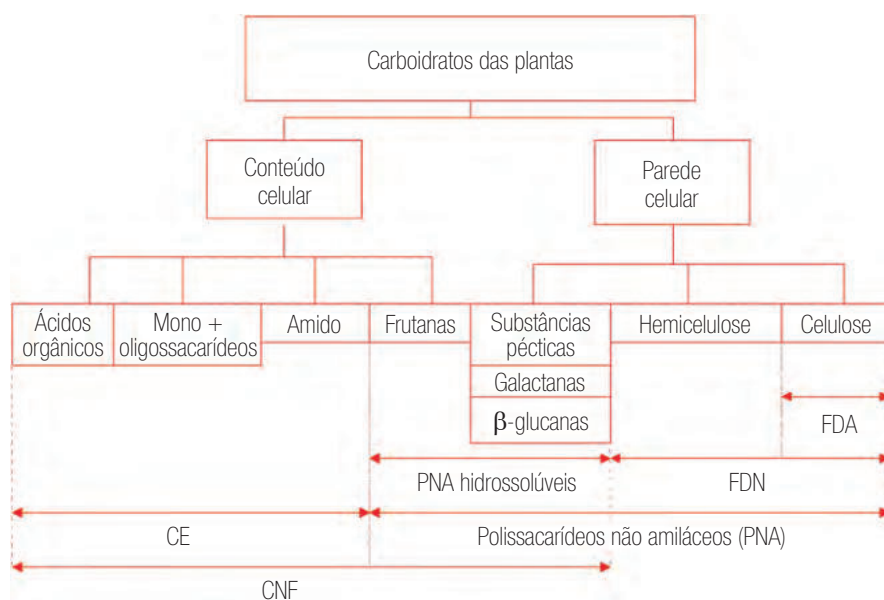 Carboidratos das plantas
Conteúdo
celular
Parede
celular
Ácidos
orgânicos
Mono +
oligossacarídeos
Amido
Frutanas
Substâncias
pécticas
Galactanas
β-glucanas
Hemicelulose
Celulose
FDA
PNA hidrossolúveis
FDN
CE
Polissacarídeos não amiláceos (PNA)
CNF